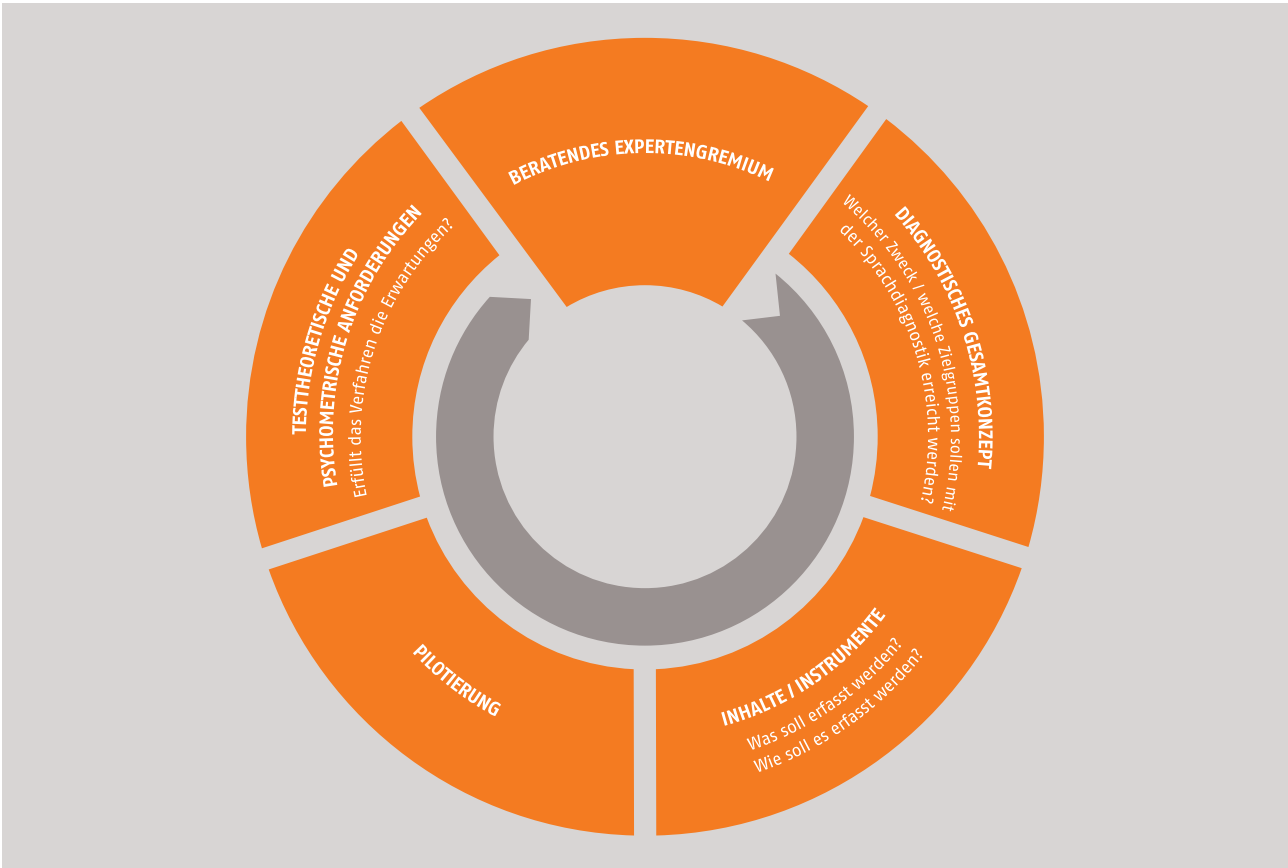 BERATENDES EXPERTENGREMIUM
DIAGNOSTISCHES GESAMTKONZEPT
Welcher Zweck / welche Zielgruppen sollen mit
der Sprachdiagnostik erreicht werden?
INHALTE / INSTRUMENTE
Was soll erfasst werden?
Wie soll es erfasst werden?
PILOTIERUNG
TESTTHEORETISCHE UND
PSYCHOMETRISCHE ANFORDERUNGEN
Erfüllt das Verfahren die Erwartungen?